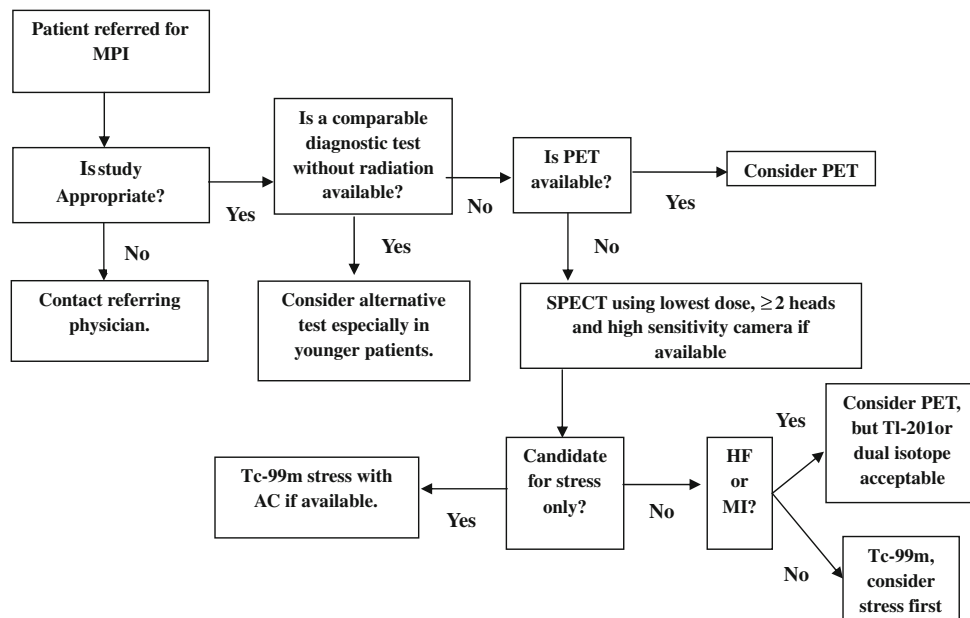 Patient referred for
MPI
Is study
Appropriate?
Yes
No
Contact referring
physician.
Is a comparable
diagnostic test
without radiation
available?
No
Yes
Consider alternative
test especially in
younger patients.
Is PET
available?
Yes
Consider PET
No
SPECT using lowest dose, ≥2 heads
and high sensitivity camera if
available
Candidate
for stress
only?
Yes
Tc-99m stress with
AC if available.
No
HF
or
MI?
Yes
Consider PET,
but Tl-201or
dual isotope
acceptable
No
Tc-99m,
consider
stress first